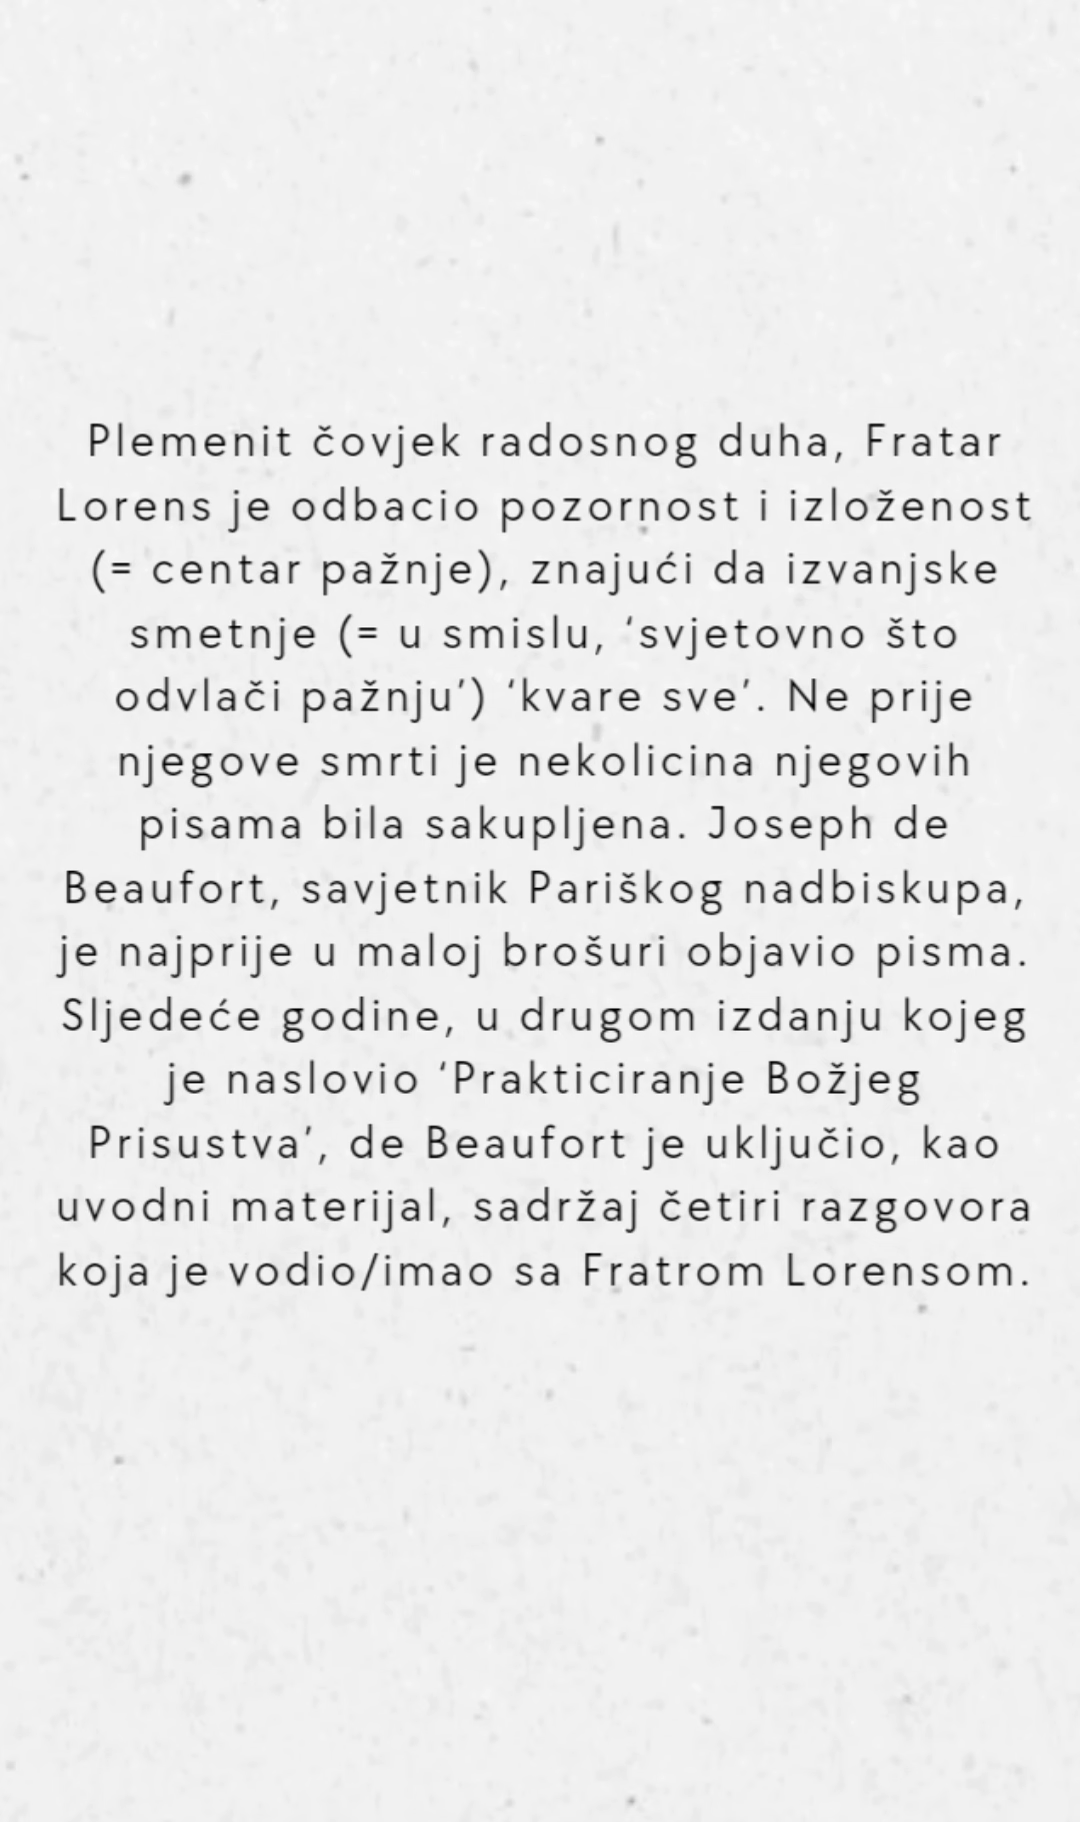 Plemenit čovjek radosnog duha, Fratar
Lorens je odbacio pozornost i izloženost
(= centar pažnje), znajući da izvanjske
smetnje (= u smislu, ‘svjetovno što
odvlači pažnju’) ‘kvare sve’. Ne prije
njegove smrti je nekolicina njegovih
pisama bila sakupljena. Joseph de
Beaufort, savjetnik Pariškog nadbiskupa,
je najprije u maloj brošuri objavio pisma.
Sljedeće godine, u drugom izdanju kojeg
je naslovio ‘Prakticiranje Božjeg
Prisustva’, de Beaufort je uključio, kao
uvodni materijal, sadržaj četiri razgovora
koja je vodio/imao sa Fratrom Lorensom.